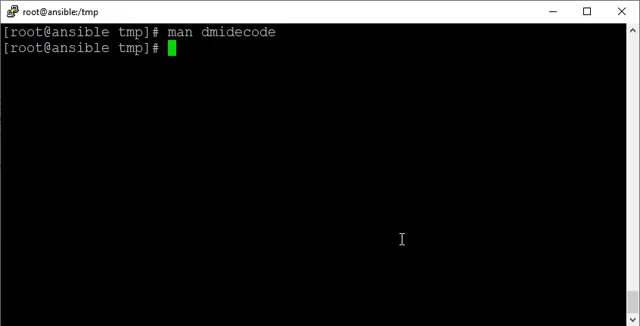 root@ansible:/tmp
[root@ansible tmp]# man dmidecode
[root@ansible tmp]#